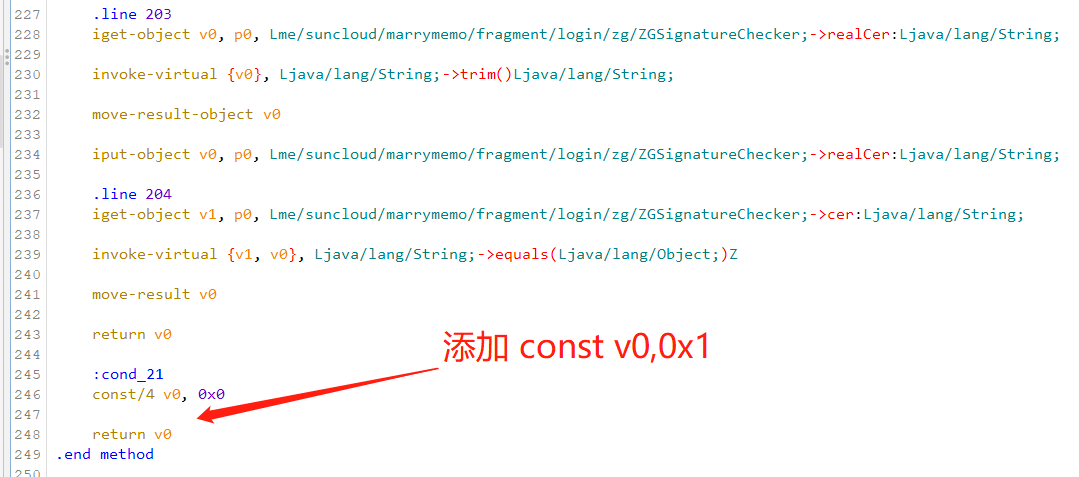 227 .line 203
228 iget-object v0, p0, Lme/suncloud/marrymemo/fragment/login/zg/ZGSignatureChecker;->realCer:Ljava/lang/String;
229
230 invoke-virtual {v0}, Ljava/lang/String;->trim()Ljava/lang/String;
231
232 move-result-object v0
233
234 iput-object v0, p0, Lme/suncloud/marrymemo/fragment/login/zg/ZGSignatureChecker;->realCer:Ljava/lang/String;
235
236 .line 204
237 iget-object v1, p0, Lme/suncloud/marrymemo/fragment/login/zg/ZGSignatureChecker;->cer:Ljava/lang/String;
238
239 invoke-virtual {v1, v0}, Ljava/lang/String;->equals(Ljava/lang/Object;)Z
240
241 move-result v0
242
243 return v0
244
添加 const v0,0x1
245 :cond_21
246 const/4 v0, 0x0
247
248 return v0
249 .end method
250